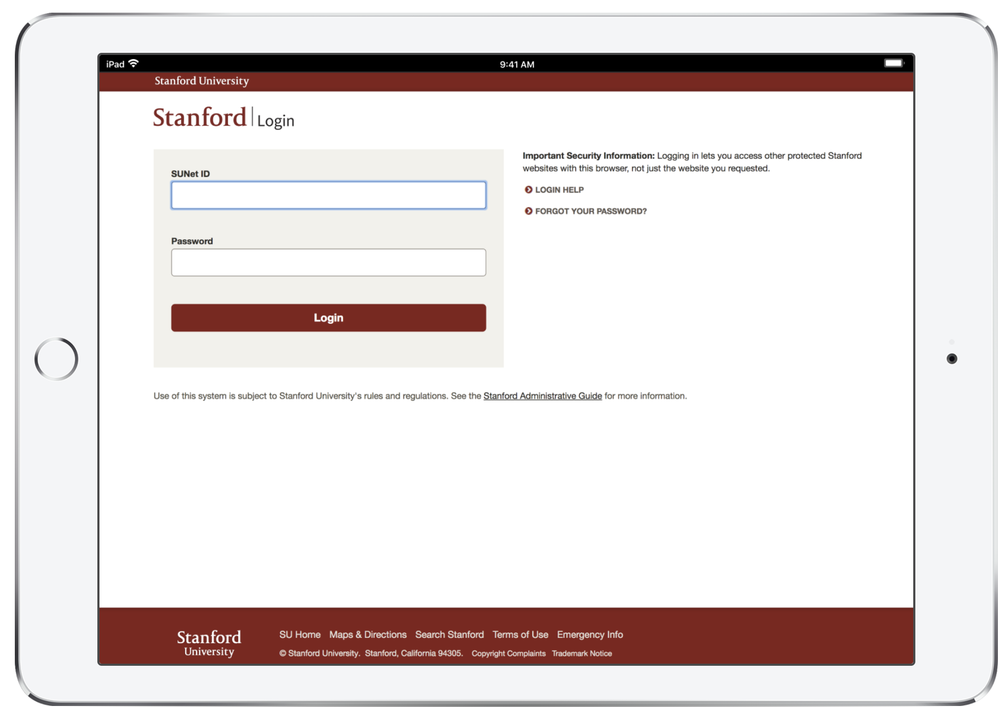 iPad
9:41 AM
Stanford University
Stanford | Login
SUNet ID
Password
Login
Important Security Information: Logging in lets you access other protected Stanford
websites with this browser, not just the website you requested.
LOGIN HELP
FORGOT YOUR PASSWORD?
Use of this system is subject to Stanford University's rules and regulations. See the Stanford Administrative Guide for more information.
Stanford
University
SU Home Maps & Directions Search Stanford Terms of Use Emergency Info
© Stanford University. Stanford, California 94305. Copyright Complaints Trademark Notice